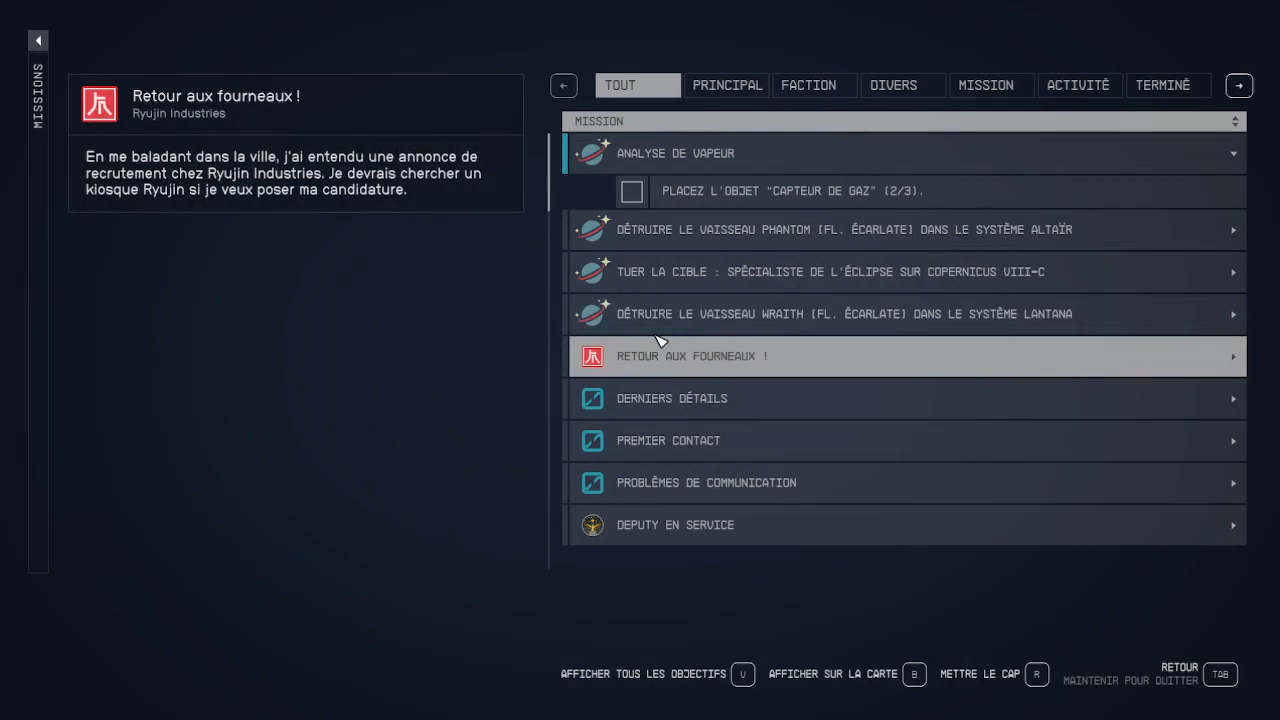 MISSIONS
Retour aux fourneaux !
Ryujin Industries
En me baladant dans la ville, j'ai entendu une annonce de
recrutement chez Ryujin Industries. Je devrais chercher un
kiosque Ryujin si je veux poser ma candidature.
TOUT PRINCIPAL FACTION DIVERS MISSION ACTIVITÉ TERMINÉ
MISSION
ANALYSE DE VAPEUR
PLACEZ L'OBJET "CAPTEUR DE GAZ" (2/3).
DÉTRUIRE LE VAISSEAU PHANTOM [FL. ÉCARLATE] DANS LE SYSTÈME ALTAÏR
TUER LA CIBLE : SPÉCIALISTE DE L'ÉCLIPSE SUR COPERNICUS VIII-C
DÉTRUIRE LE VAISSEAU WRAITH [FL. ÉCARLATE] DANS LE SYSTÈME LANTANA
RETOUR AUX FOURNEAUX !
DERNIERS DÉTAILS
PREMIER CONTACT
PROBLÈMES DE COMMUNICATION
DEPUTY EN SERVICE
AFFICHER TOUS LES OBJECTIFS U AFFICHER SUR LA CARTE B METTRE LE CAP R RETOUR TAB
MAINTENIR POUR QUITTER